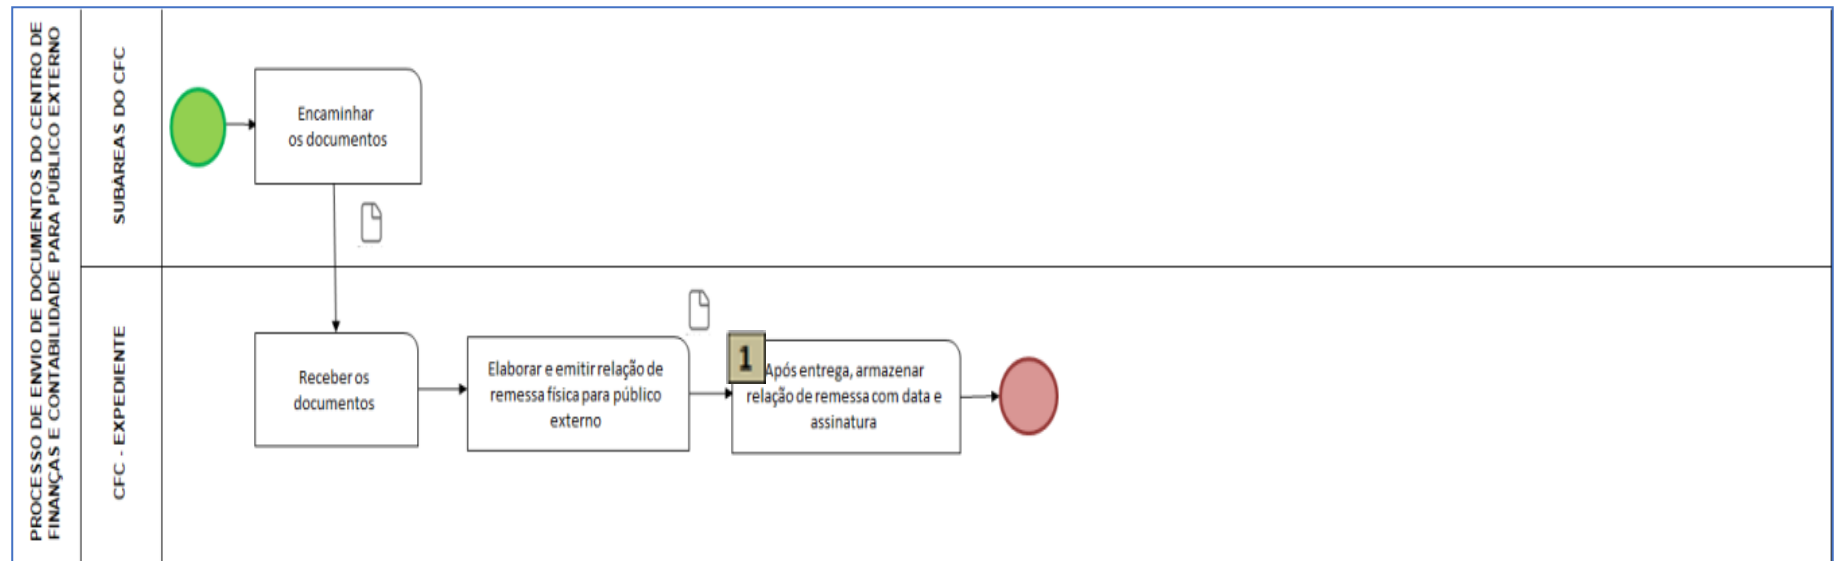 PROCESSO DE ENVIO DE DOCUMENTOS DO CENTRO DE
FINANÇAS E CONTABILIDADE PARA PÚBLICO EXTERNO
SUBÁREAS DO CFC
Encaminhar
os documentos
CFC - EXPEDIENTE
Receber os
documentos
Elaborar e emitir relação de
remessa física para público
externo
1
Após entrega, armazenar
relação de remessa com data e
assinatura